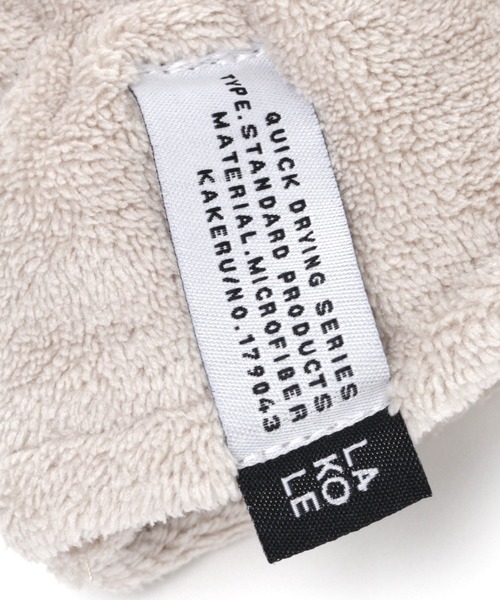 QUICK DRYING SERIES
TYPE.STANDARD PRODUCTS
MATERIAL.MICROFIBER
KAKERU/NO.179043
LA
KO
LE